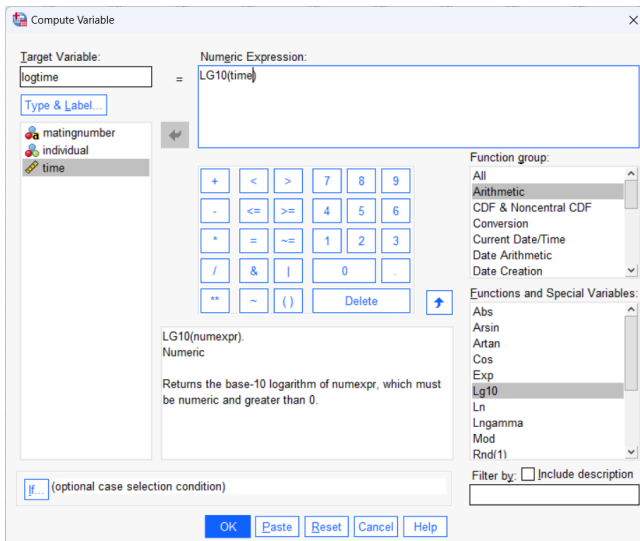 Compute Variable
Target Variable:
logtime
=
Numeric Expression:
LG10(time)
Type & Label...
matingnumber
individual
time
+ < > 7 8 9
- <= >= 4 5 6
* = ~= 1 2 3
/ & | 0 .
** ~ ( ) Delete
LG10(numexpr).
Numeric
Returns the base-10 logarithm of numexpr, which must
be numeric and greater than 0.
Function group:
All
Arithmetic
CDF & Noncentral CDF
Conversion
Current Date/Time
Date Arithmetic
Date Creation
Functions and Special Variables:
Abs
Arsin
Artan
Cos
Exp
Lg10
Ln
Lngamma
Mod
Rnd(1)
Filter by: Include description
If... (optional case selection condition)
OK Paste Reset Cancel Help